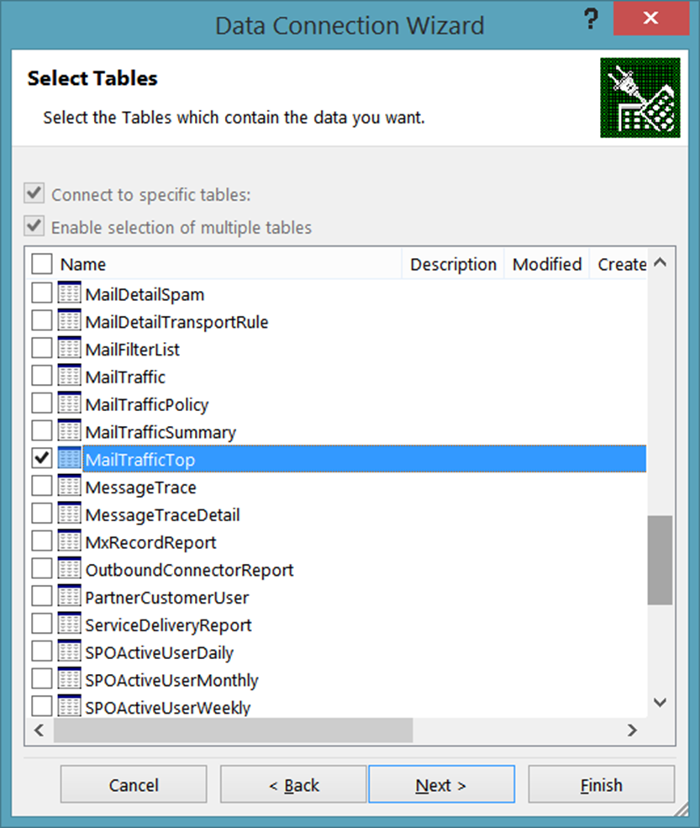 Data Connection Wizard ?
Select Tables
Select the Tables which contain the data you want.
Connect to specific tables:
Enable selection of multiple tables
Name Description Modified Create
MailDetailSpam
MailDetailTransportRule
MailFilterList
MailTraffic
MailTrafficPolicy
MailTrafficSummary
MailTrafficTop
MessageTrace
MessageTraceDetail
MxRecordReport
OutboundConnectorReport
PartnerCustomerUser
ServiceDeliveryReport
SPOActiveUserDaily
SPOActiveUserMonthly
SPOActiveUserWeekly
Cancel < Back Next > Finish